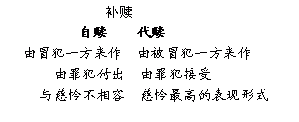 补赎
自赎 代赎
由冒犯一方来作 由被冒犯一方来作
由罪犯付出 由罪犯接受
与慈怜不相容 慈怜最高的表现形式